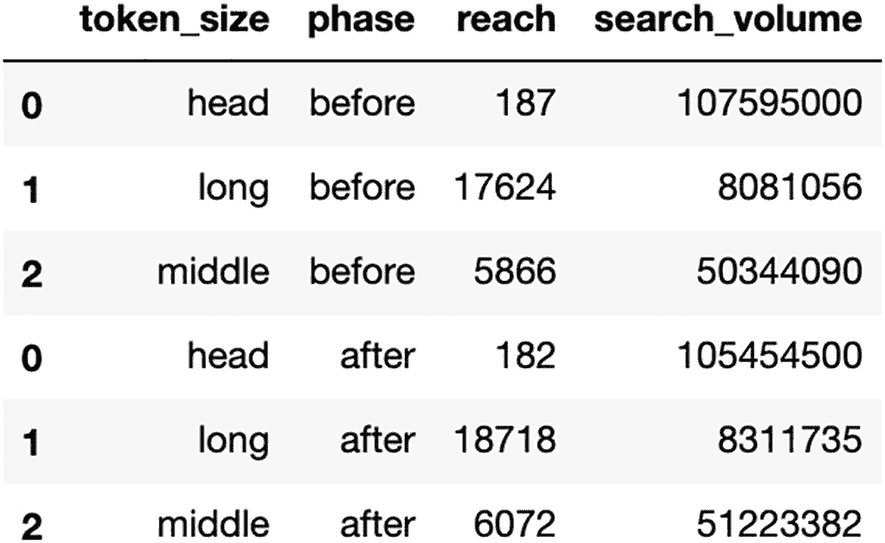 token_size phase reach search_volume
0 head before 187 107595000
1 long before 17624 8081056
2 middle before 5866 50344090
0 head after 182 105454500
1 long after 18718 8311735
2 middle after 6072 51223382